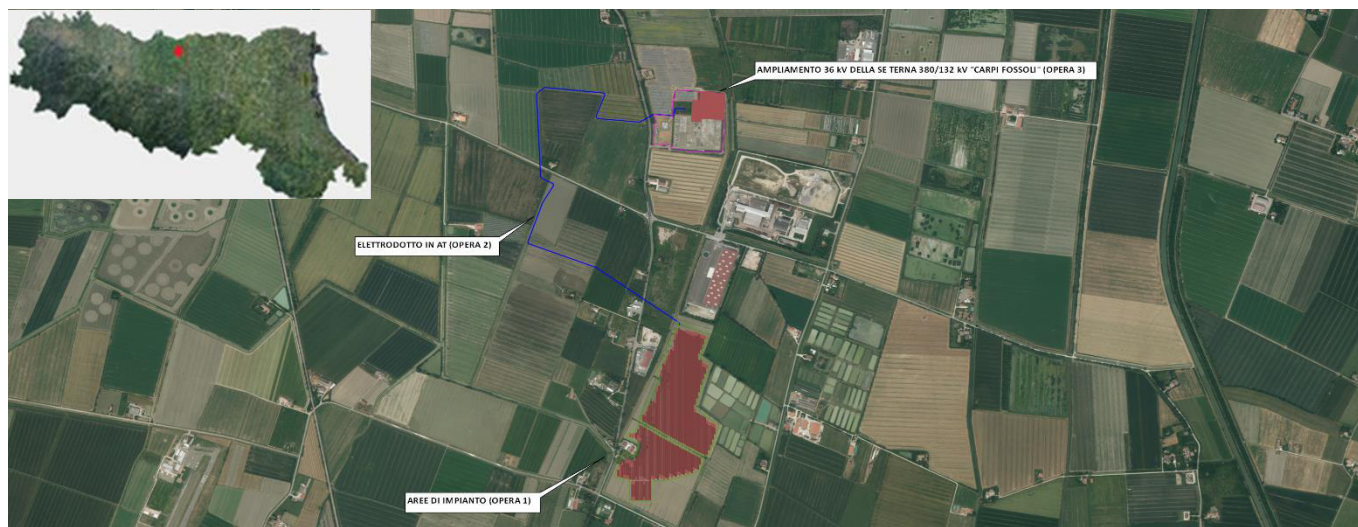 AMPLIAMENTO 36 kV DELLA SE TERNA 380/132 kV "CARPI FOSSOLI" (OPERA 3)
ELETTRODOTTO IN AT (OPERA 2)
AREE DI IMPIANTO (OPERA 1)